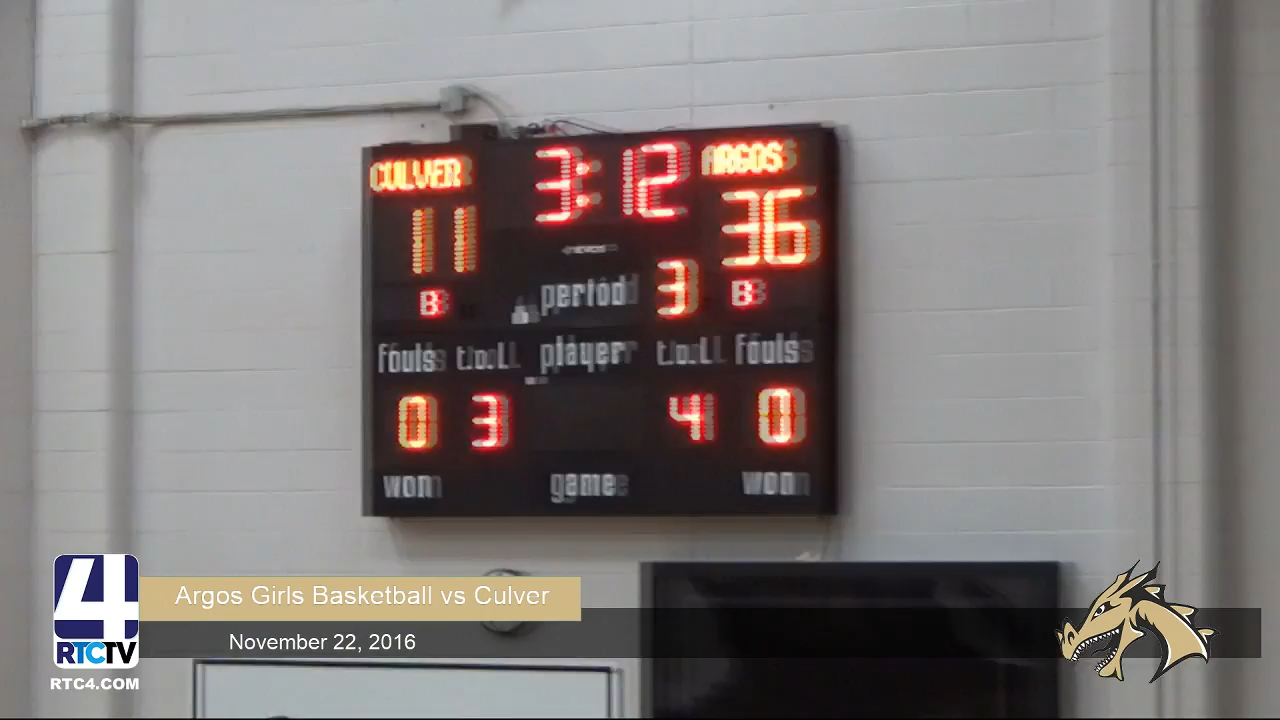 CULVER 3:12 ARGOS
11 36
B period 3 B
fouls t.o.L player t.o.L fouls
0 3 4 0
won game won
4
RTCTV
RTC4.COM
Argos Girls Basketball vs Culver
November 22, 2016